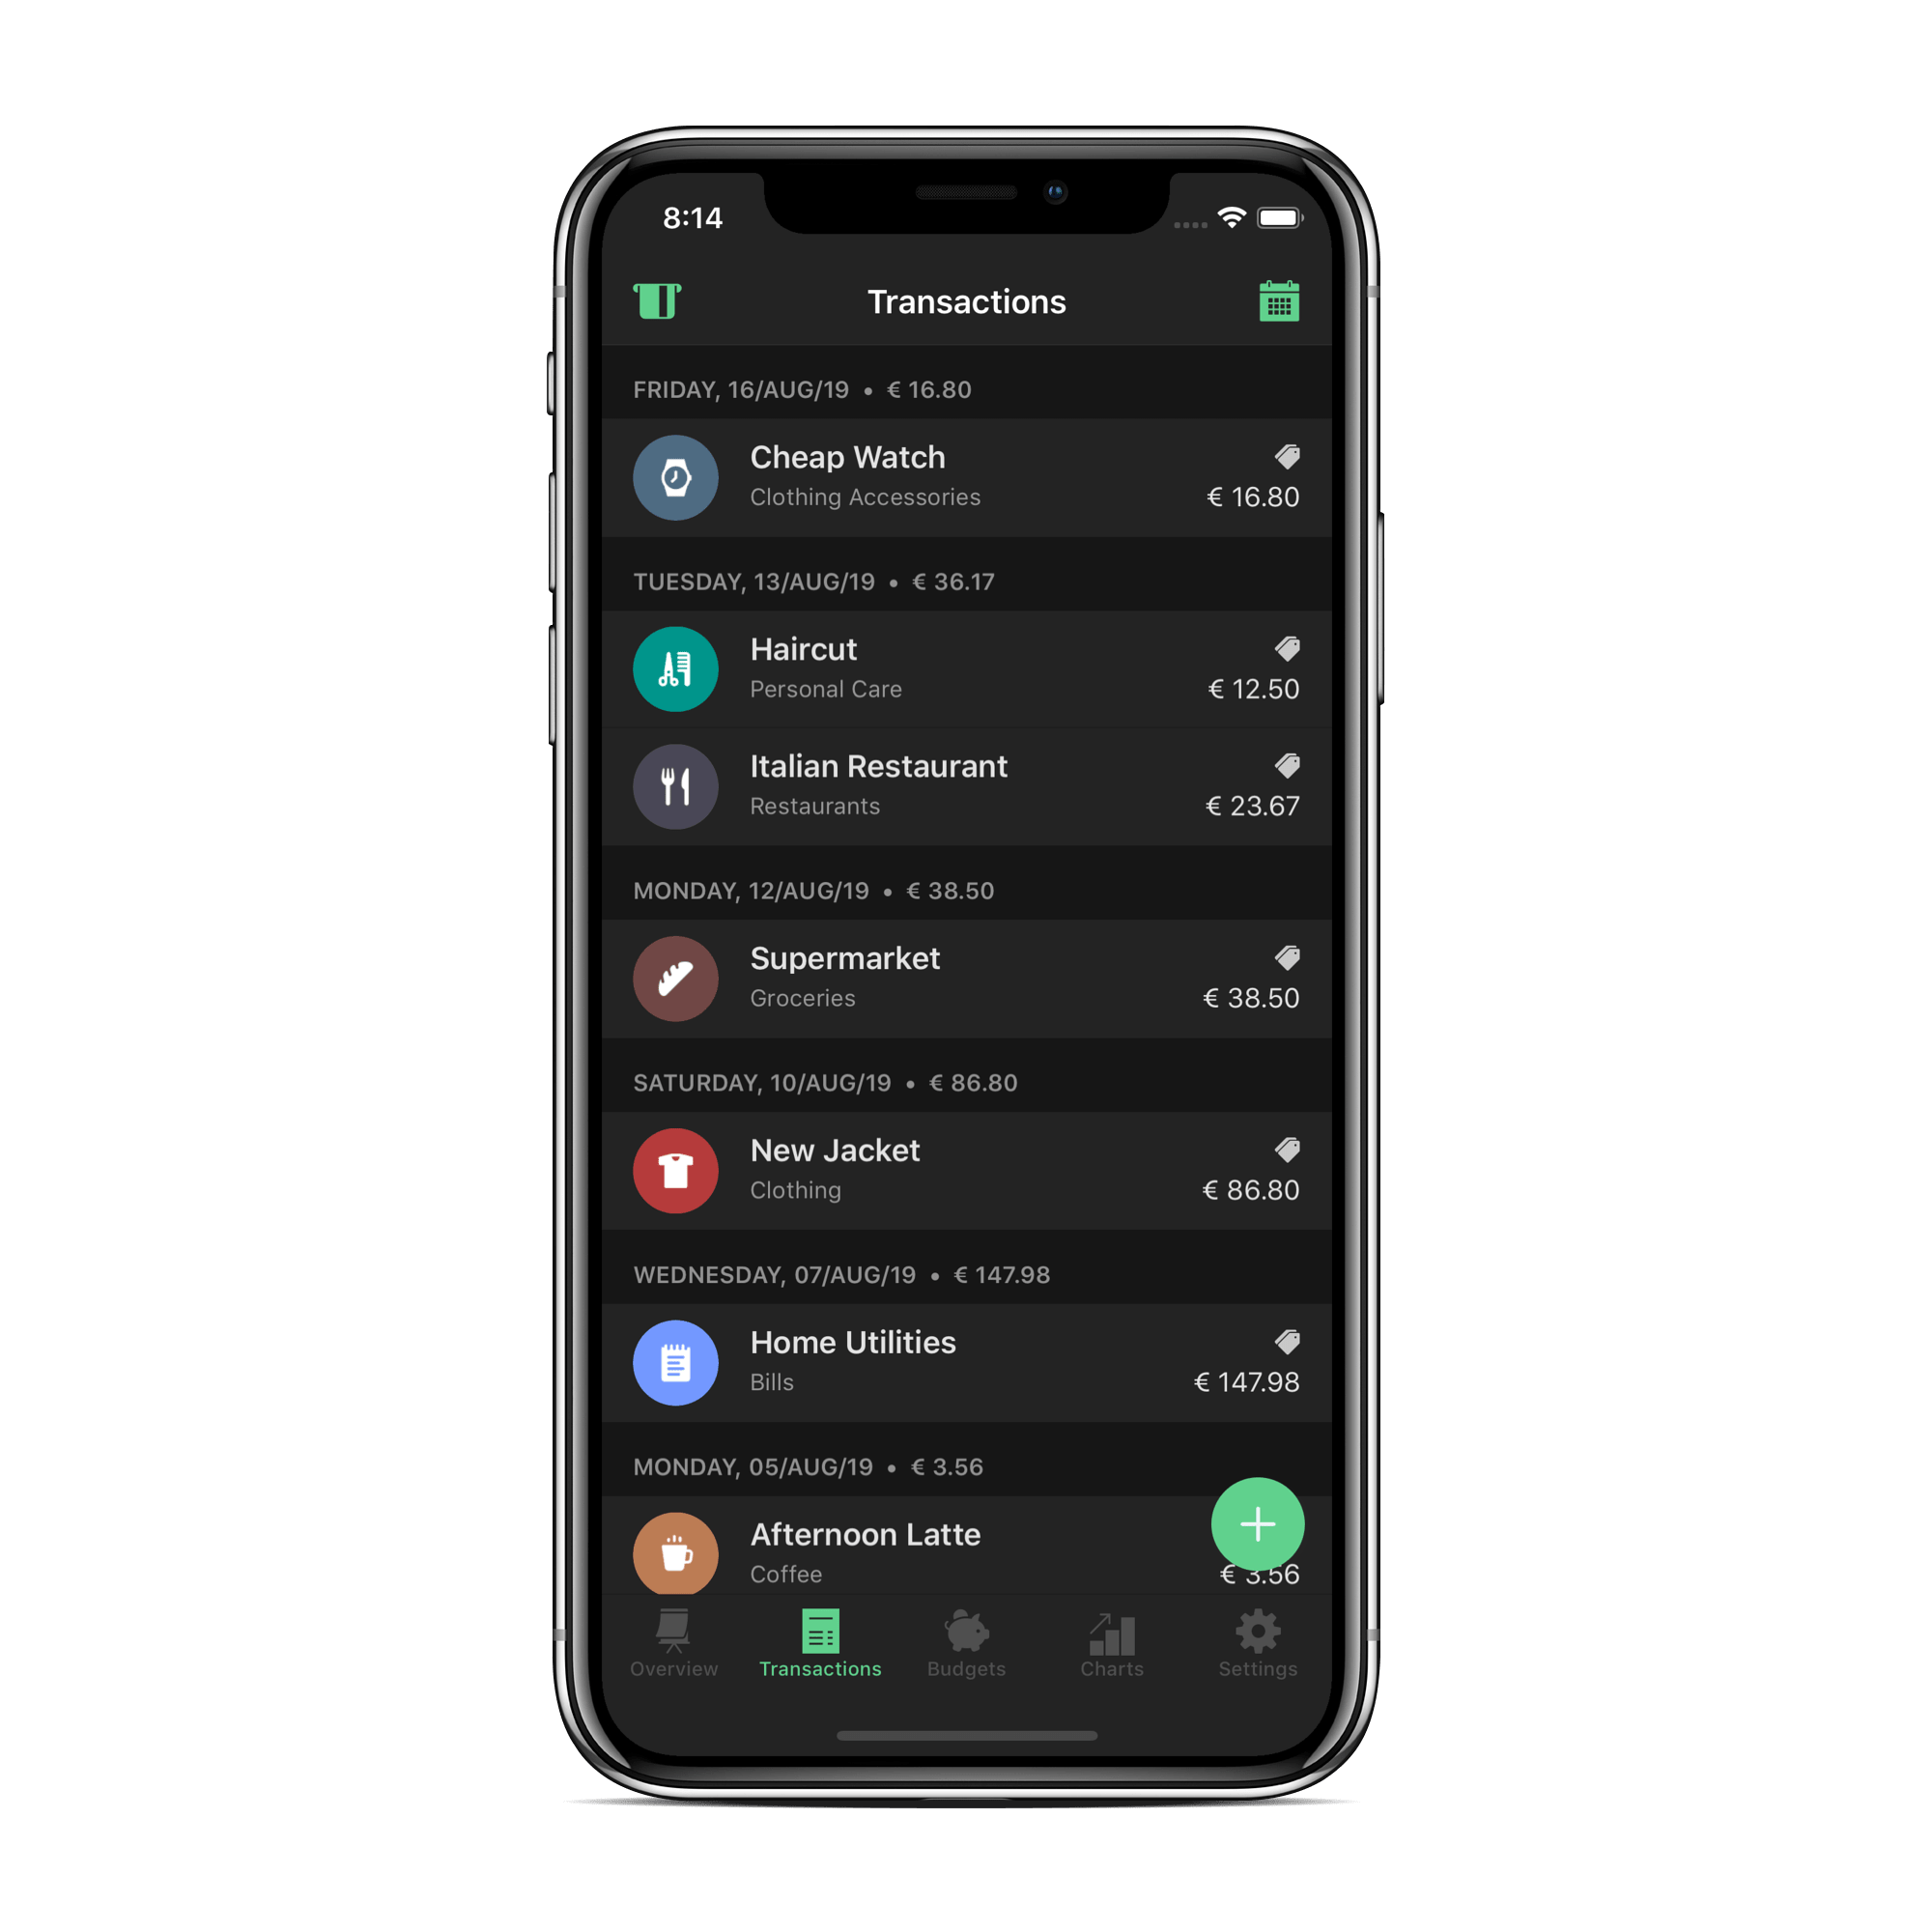 8:14
Transactions
FRIDAY, 16/AUG/19 • € 16.80
Cheap Watch
Clothing Accessories
€ 16.80
TUESDAY, 13/AUG/19 • € 36.17
Haircut
Personal Care
€ 12.50
Italian Restaurant
Restaurants
€ 23.67
MONDAY, 12/AUG/19 • € 38.50
Supermarket
Groceries
€ 38.50
SATURDAY, 10/AUG/19 • € 86.80
New Jacket
Clothing
€ 86.80
WEDNESDAY, 07/AUG/19 • € 147.98
Home Utilities
Bills
€ 147.98
MONDAY, 05/AUG/19 • € 3.56
Afternoon Latte
Coffee
€ 3.56
Overview
Transactions
Budgets
Charts
Settings